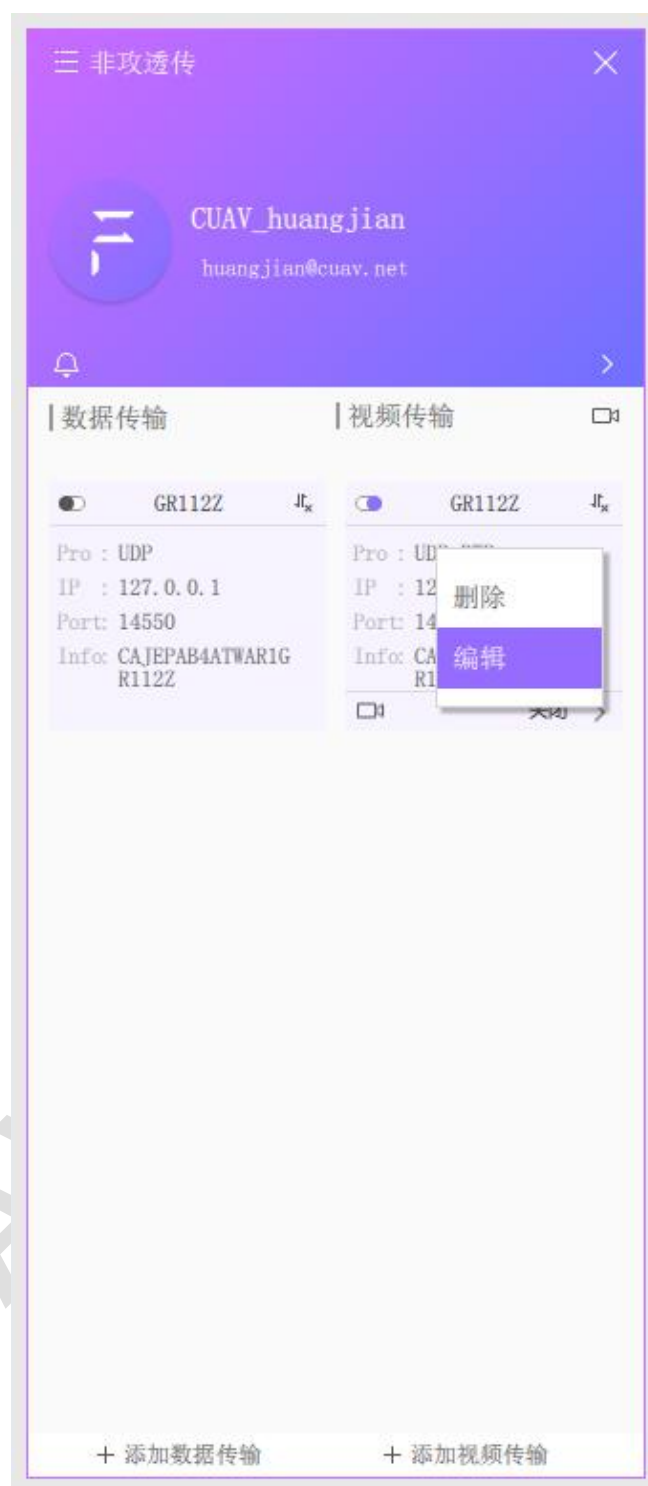 非攻透传
CUAV_huangjian
huangjian@cuav.net
数据传输
视频传输
GR112Z
Pro : UDP
IP : 127.0.0.1
Port: 14550
Info: CAJEPAB4ATWAR1G
R112Z
GR112Z
Pro :
IP : 12
Port: 14
Info: CA
R1
删除
编辑
关闭
+ 添加数据传输
+ 添加视频传输